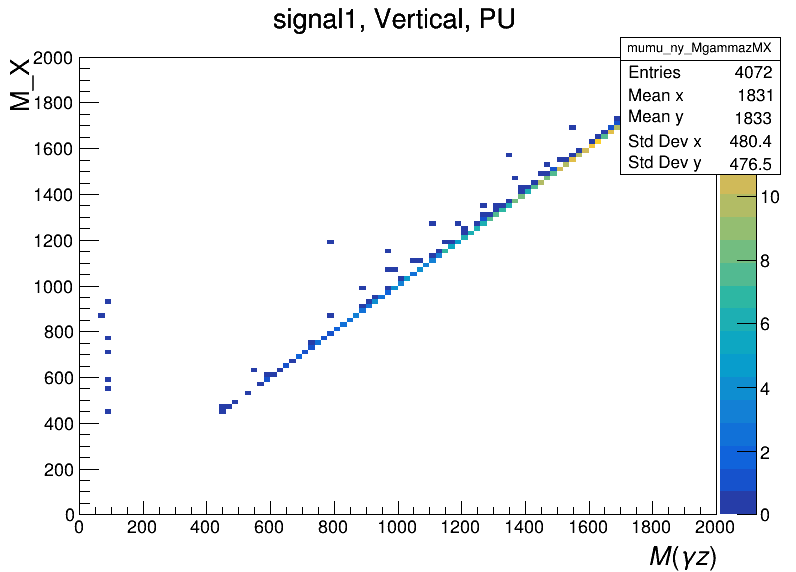 signal1, Vertical, PU
mumu_ny_MgammazMX
Entries 4072
Mean x 1831
Mean y 1833
Std Dev x 480.4
Std Dev y 476.5
M_X
2000
1800
1600
1400
1200
1000
800
600
400
200
0
10
8
6
4
2
0
0 200 400 600 800 1000 1200 1400 1600 1800 2000
M(γz)